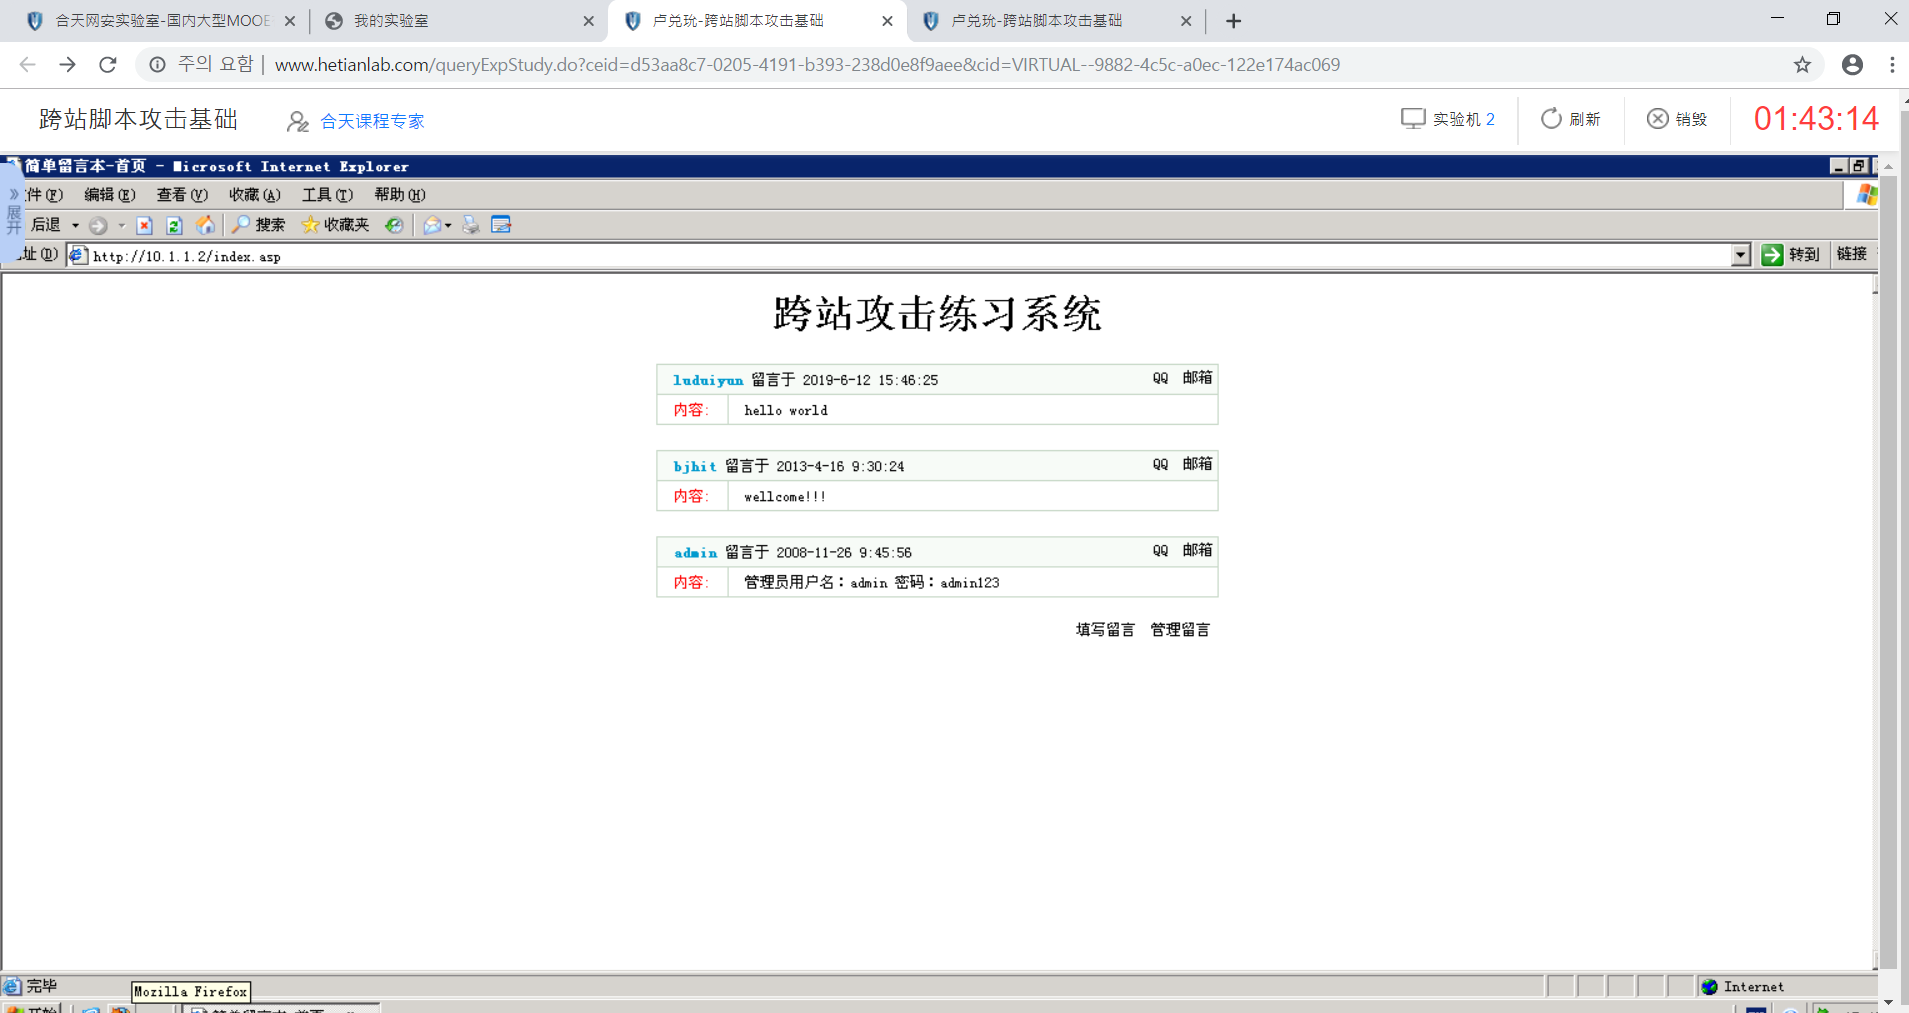 合天网安实验室-国内大型MOOE
我的实验室
卢兑玧-跨站脚本攻击基础
卢兑玧-跨站脚本攻击基础
주의 요함 | www.hetianlab.com/queryExpStudy.do?ceid=d53aa8c7-0205-4191-b393-238d0e8f9aee&cid=VIRTUAL--9882-4c5c-a0ec-122e174ac069
跨站脚本攻击基础 合天课程专家 实验机 2 刷新 销毁 01:43:14
简单留言本-首页 - Microsoft Internet Explorer
件(F) 编辑(E) 查看(V) 收藏(A) 工具(T) 帮助(H)
» 展开
后退 搜索 收藏夹
址(D) http://10.1.1.2/index.asp 转到 链接
跨站攻击练习系统
luduiyun 留言于 2019-6-12 15:46:25 QQ 邮箱
内容: hello world
bjhit 留言于 2013-4-16 9:30:24 QQ 邮箱
内容: wellcome!!!
admin 留言于 2008-11-26 9:45:56 QQ 邮箱
内容: 管理员用户名：admin 密码：admin123
填写留言 管理留言
完毕 Internet
Mozilla Firefox
开始